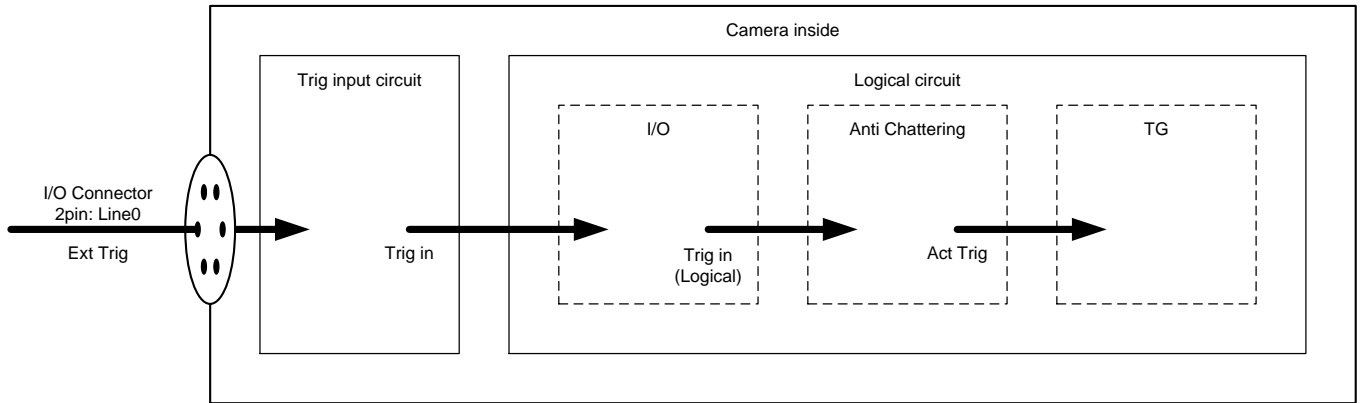 Camera inside
Trig input circuit
Logical circuit
I/O
Anti Chattering
TG
I/O Connector
2pin: Line0
Ext Trig
Trig in
Trig in
(Logical)
Act Trig